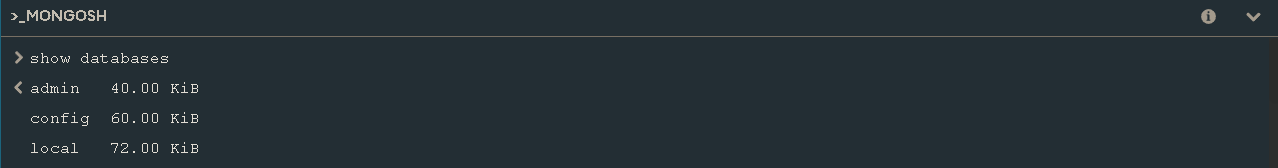 >_MONGOSH
> show databases
< admin   40.00 KiB
config  60.00 KiB
local   72.00 KiB